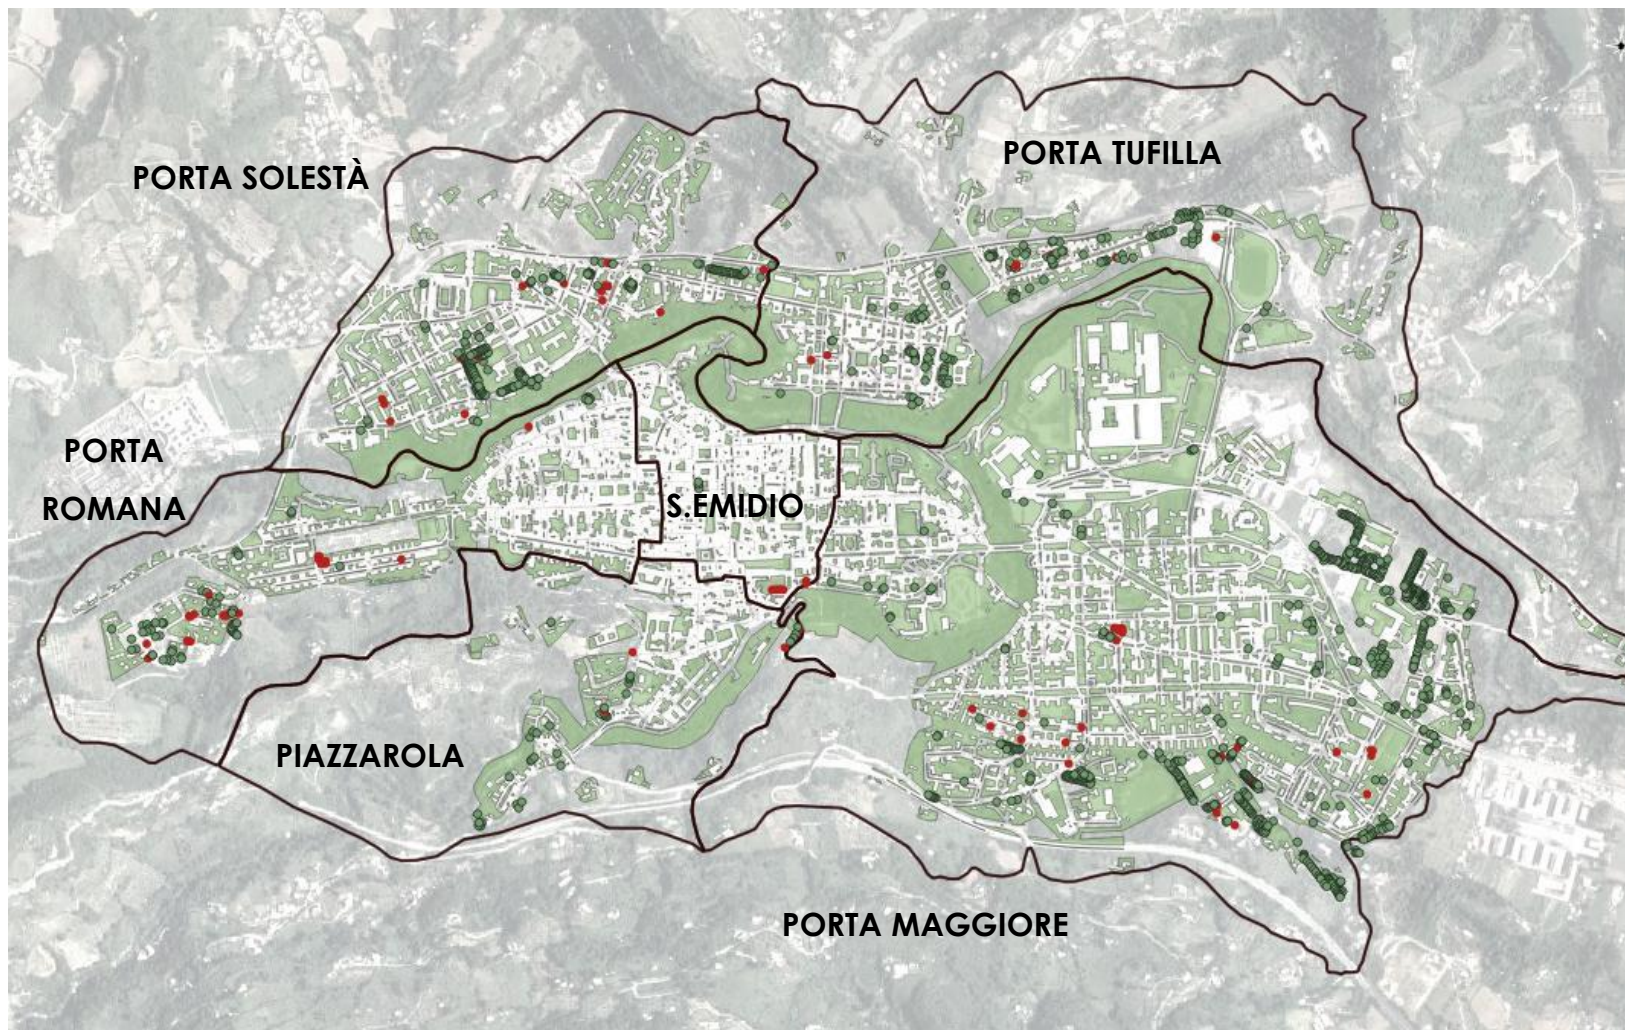 PORTA TUFILLA
PORTA SOLESTÀ
PORTA
ROMANA
S.EMIDIO
PIAZZAROLA
PORTA MAGGIORE